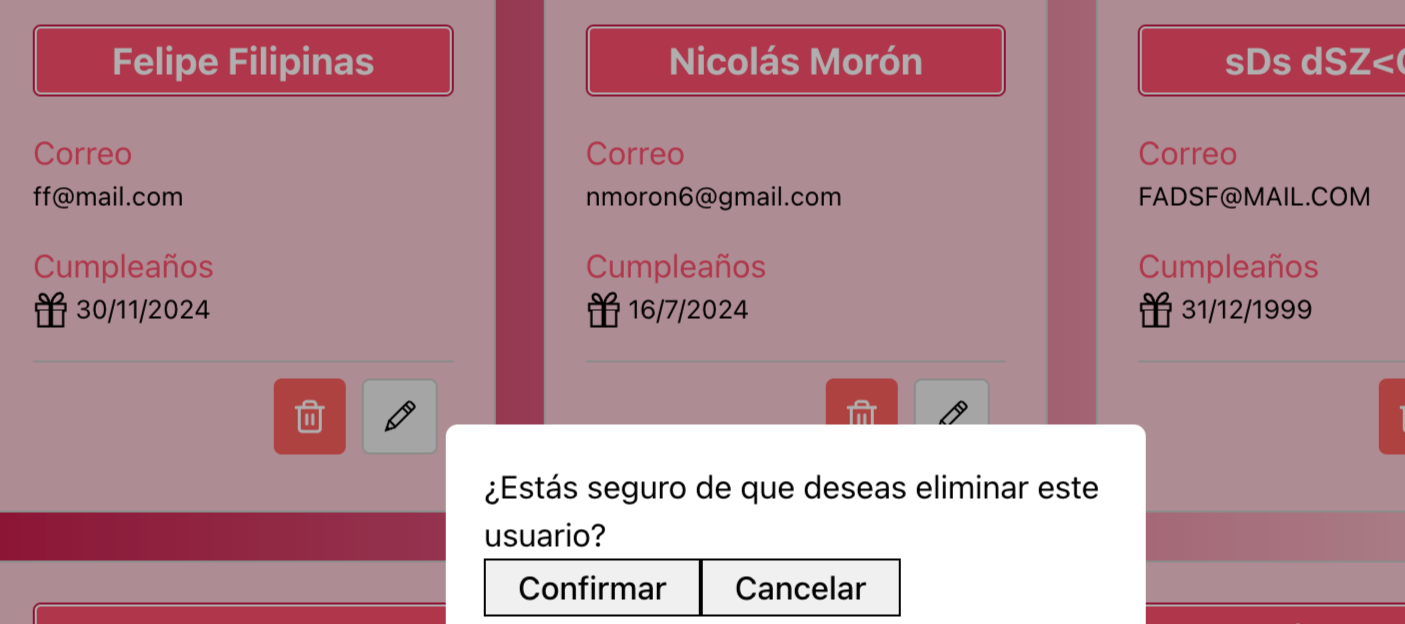 Felipe Filipinas
Correo
ff@mail.com
Cumpleaños
30/11/2024
Nicolás Morón
Correo
nmoron6@gmail.com
Cumpleaños
16/7/2024
sDs dSZ<
Correo
FADSF@MAIL.COM
Cumpleaños
31/12/1999
¿Estás seguro de que deseas eliminar este
usuario?
Confirmar
Cancelar